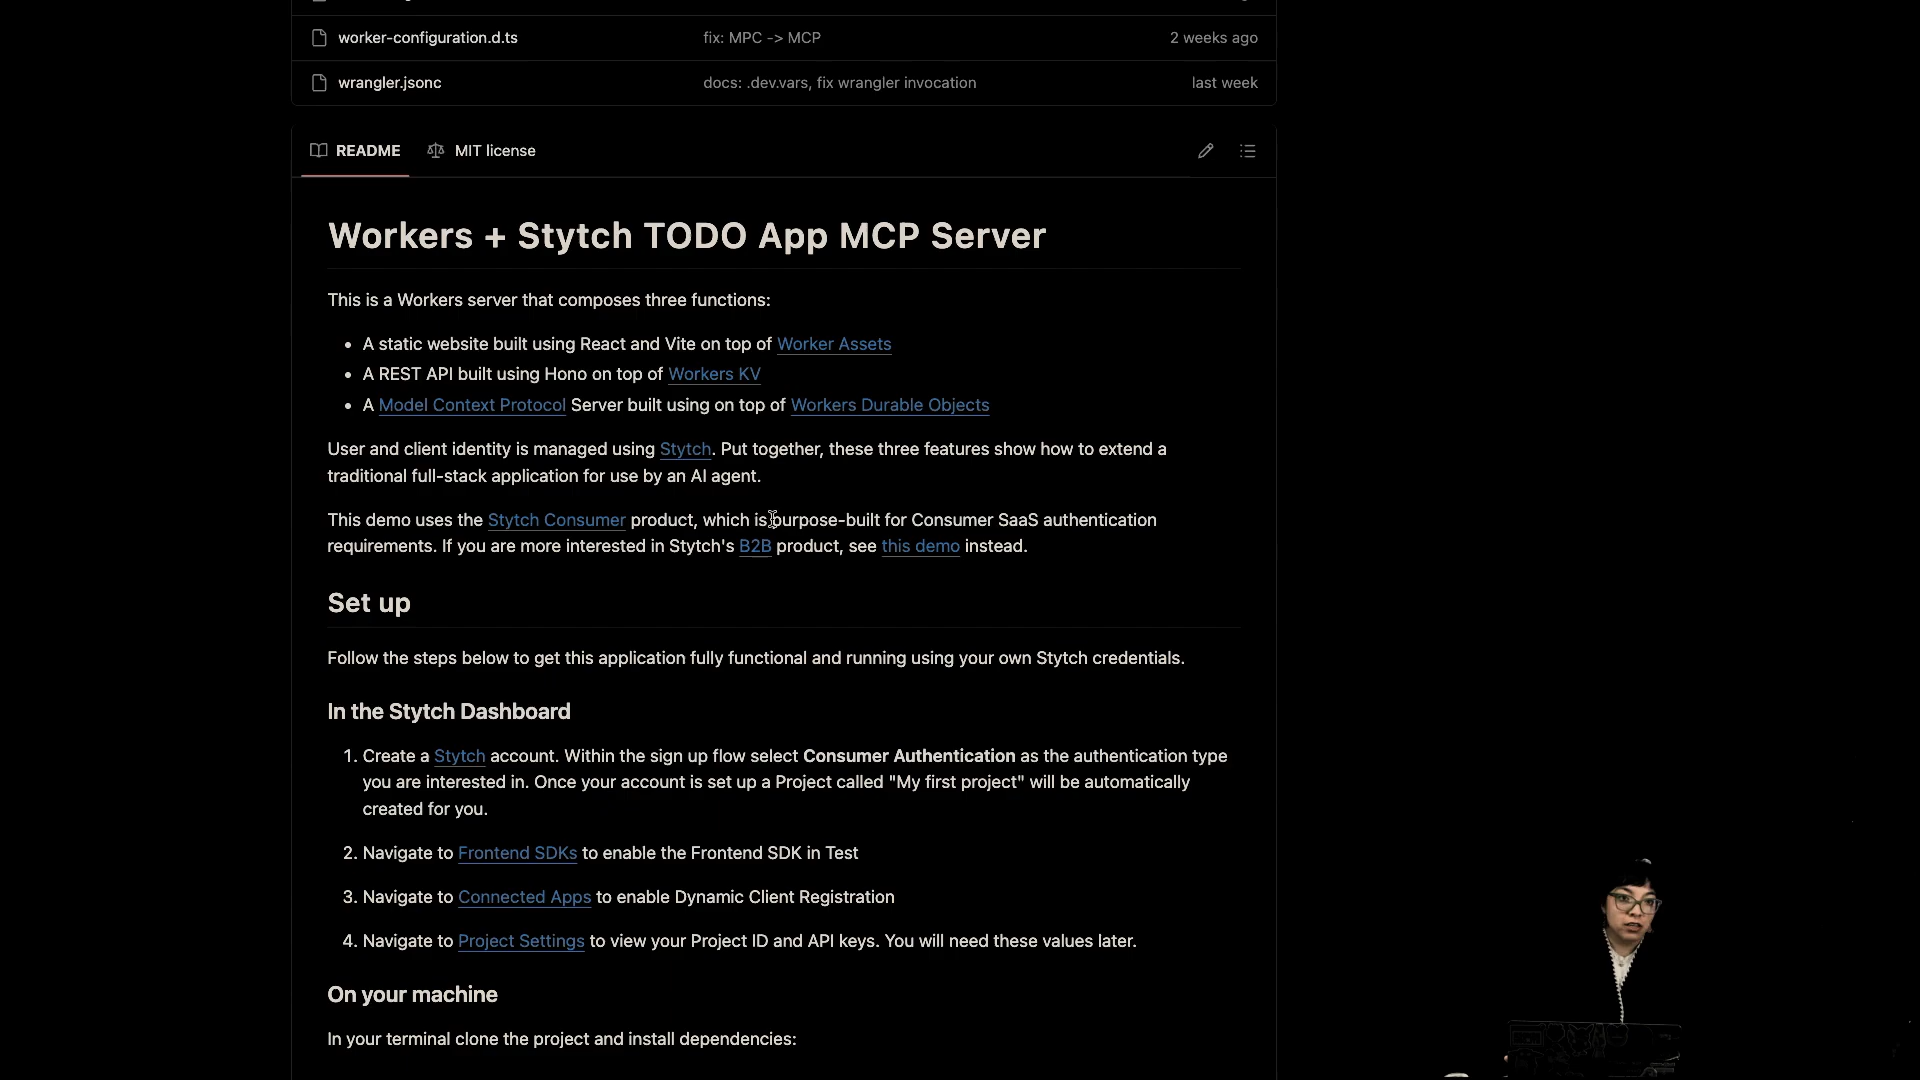 worker-configuration.d.ts fix: MPC -> MCP 2 weeks ago
wrangler.jsonc docs: .dev.vars, fix wrangler invocation last week
README MIT license
Workers + Stytch TODO App MCP Server
This is a Workers server that composes three functions:
• A static website built using React and Vite on top of Worker Assets
• A REST API built using Hono on top of Workers KV
• A Model Context Protocol Server built using on top of Workers Durable Objects
User and client identity is managed using Stytch. Put together, these three features show how to extend a
traditional full-stack application for use by an AI agent.
This demo uses the Stytch Consumer product, which is purpose-built for Consumer SaaS authentication
requirements. If you are more interested in Stytch's B2B product, see this demo instead.
Set up
Follow the steps below to get this application fully functional and running using your own Stytch credentials.
In the Stytch Dashboard
1. Create a Stytch account. Within the sign up flow select Consumer Authentication as the authentication type
you are interested in. Once your account is set up a Project called "My first project" will be automatically
created for you.
2. Navigate to Frontend SDKs to enable the Frontend SDK in Test
3. Navigate to Connected Apps to enable Dynamic Client Registration
4. Navigate to Project Settings to view your Project ID and API keys. You will need these values later.
On your machine
In your terminal clone the project and install dependencies: